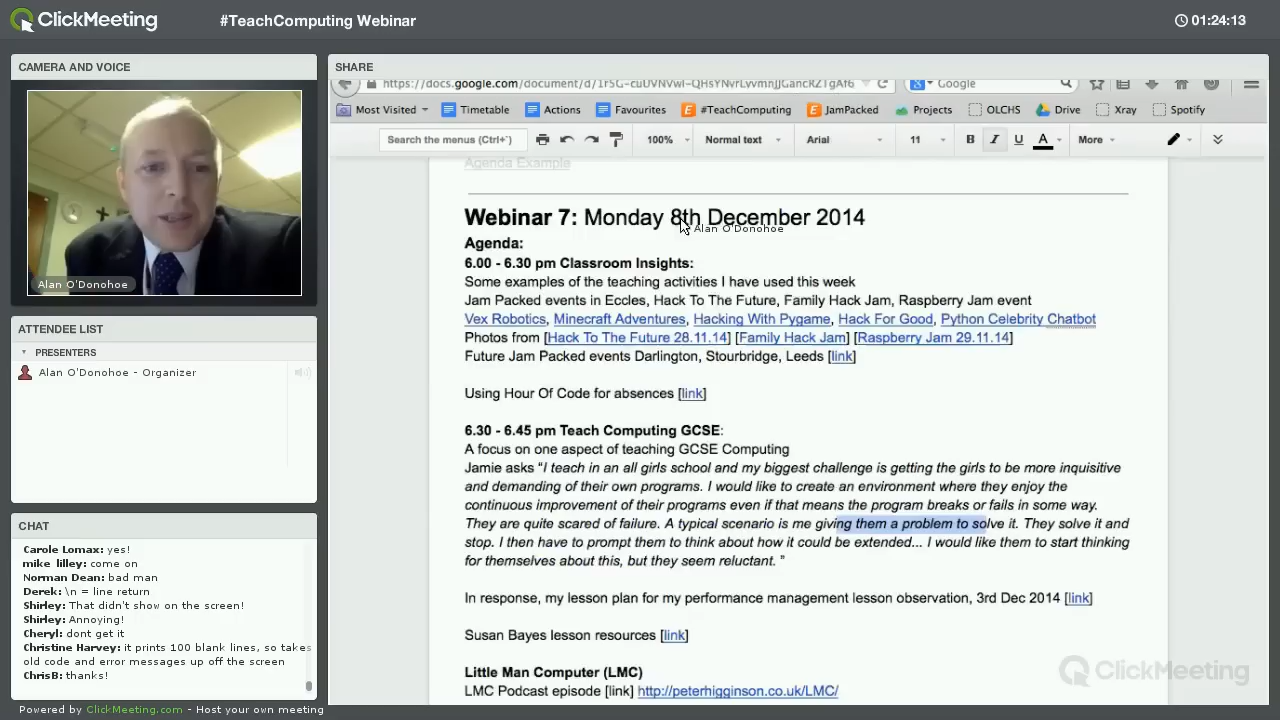 ClickMeeting
#TeachComputing Webinar
01:24:13
CAMERA AND VOICE
Alan O'Donohoe
ATTENDEE LIST
PRESENTERS
Alan O'Donohoe - Organizer
CHAT
Carole Lomax: yes!
mike lilley: come on
Norman Dean: bad man
Derek: \n = line return
Shirley: That didn't show on the screen!
Shirley: Annoying!
Cheryl: dont get it
Christine Harvey: it prints 100 blank lines, so takes
old code and error messages up off the screen
ChrisB: thanks!
Powered by ClickMeeting.com - Host your own meeting
SHARE
Google
Most Visited Timetable Actions Favourites #TeachComputing JamPacked Projects OLCHS Drive Xray Spotify
Search the menus (Ctrl+`) 100% Normal text Arial 11 B I U A More
Agenda Example
Webinar 7: Monday 8th December 2014
Alan O'Donohoe
Agenda:
6.00 - 6.30 pm Classroom Insights:
Some examples of the teaching activities I have used this week
Jam Packed events in Eccles, Hack To The Future, Family Hack Jam, Raspberry Jam event
Vex Robotics, Minecraft Adventures, Hacking With Pygame, Hack For Good, Python Celebrity Chatbot
Photos from [Hack To The Future 28.11.14] [Family Hack Jam] [Raspberry Jam 29.11.14]
Future Jam Packed events Darlington, Stourbridge, Leeds [link]
Using Hour Of Code for absences [link]
6.30 - 6.45 pm Teach Computing GCSE:
A focus on one aspect of teaching GCSE Computing
Jamie asks “I teach in an all girls school and my biggest challenge is getting the girls to be more inquisitive
and demanding of their own programs. I would like to create an environment where they enjoy the
continuous improvement of their programs even if that means the program breaks or fails in some way.
They are quite scared of failure. A typical scenario is me giving them a problem to solve it. They solve it and
stop. I then have to prompt them to think about how it could be extended... I would like them to start thinking
for themselves about this, but they seem reluctant. ”
In response, my lesson plan for my performance management lesson observation, 3rd Dec 2014 [link]
Susan Bayes lesson resources [link]
Little Man Computer (LMC)
LMC Podcast episode [link] http://peterhigginson.co.uk/LMC/
ClickMeeting